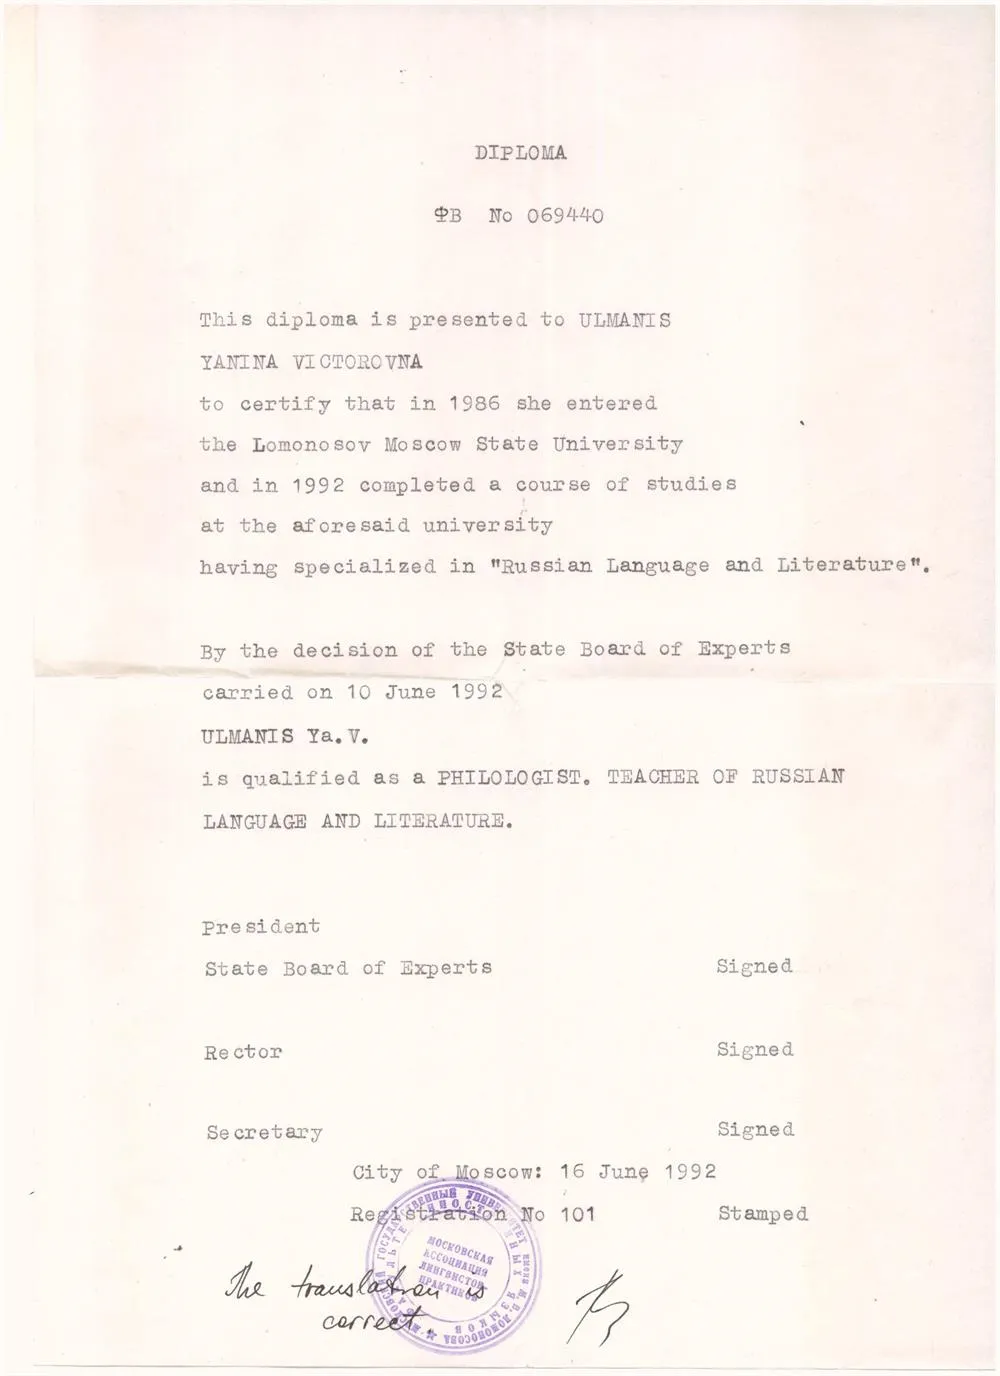 DIPLOMA
ФВ No 069440
This diploma is presented to ULMANIS
YANINA VICTOROVNA
to certify that in 1986 she entered
the Lomonosov Moscow State University
and in 1992 completed a course of studies
at the aforesaid university
having specialized in "Russian Language and Literature".
By the decision of the State Board of Experts
carried on 10 June 1992
ULMANIS Ya.V.
is qualified as a PHILOLOGIST. TEACHER OF RUSSIAN
LANGUAGE AND LITERATURE.
President
State Board of Experts Signed
Rector Signed
Secretary Signed
City of Moscow: 16 June 1992
Registration No 101 Stamped
МОСКОВСКАЯ
АССОЦИАЦИЯ
ЛИНГВИСТОВ
ПРАКТИКОВ
The translation is
correct.